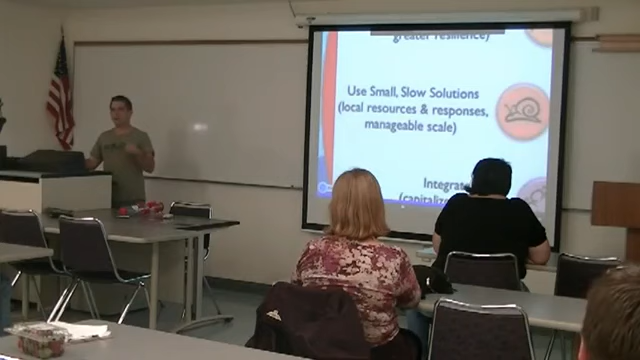 greater resilience)
Use Small, Slow Solutions
(local resources & responses,
manageable scale)
Integrate
(capitaliz